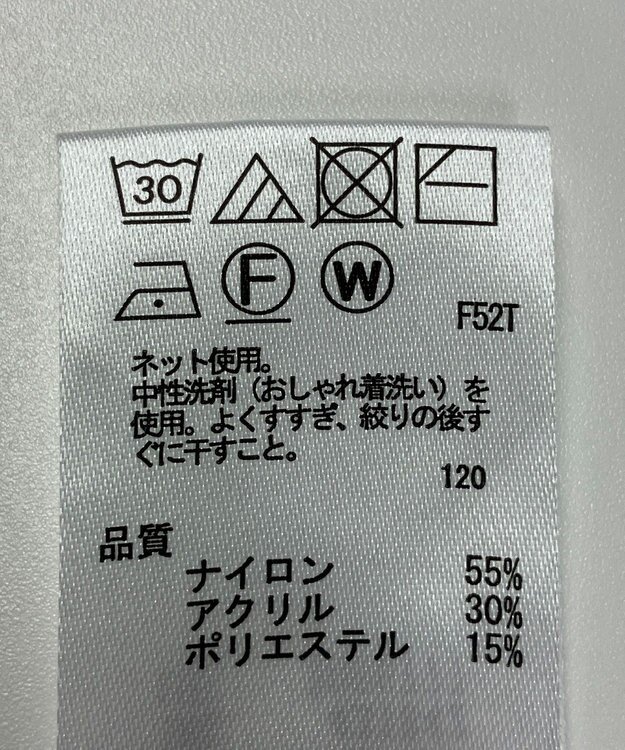 30
F W
F52T
ネット使用。
中性洗剤（おしゃれ着洗い）を
使用。よくすすぎ、絞りの後す
ぐに干すこと。
120
品質
ナイロン 55%
アクリル 30%
ポリエステル 15%